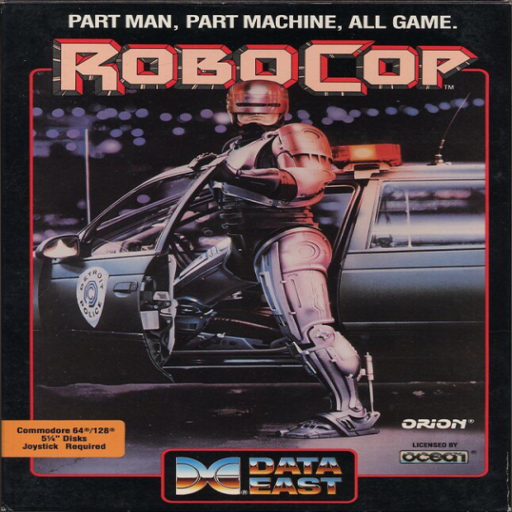 PART MAN, PART MACHINE, ALL GAME.
ROBOCOP™
DETROIT
POLICE
Commodore 64®/128®
5¼" Disks
Joystick Required
ORION®
LICENSED BY
ocean®
DATA
EAST